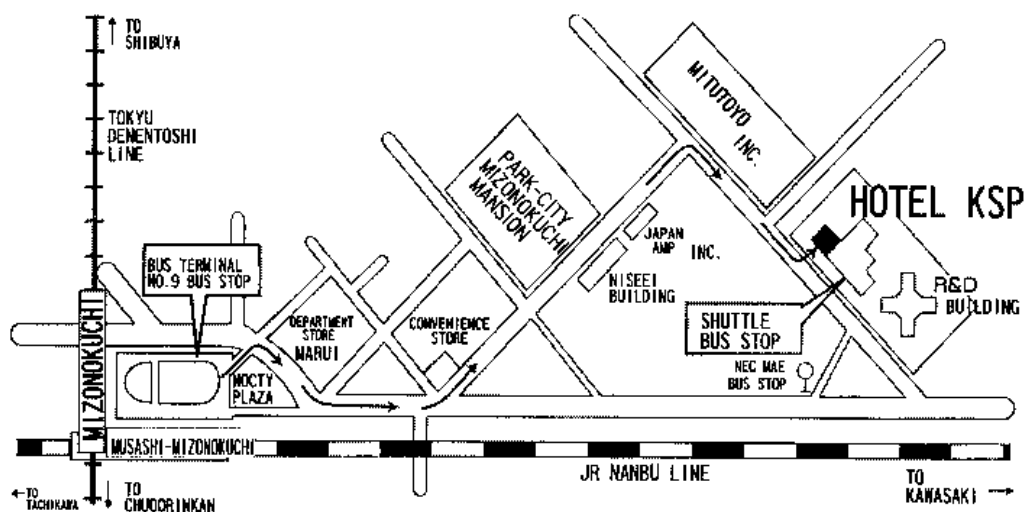 TO
SHIBUYA
TOKYU
DENENTOSHI
LINE
MITUTOYO
INC.
PARK-CITY
MIZONOKUCHI
MANSION
HOTEL KSP
JAPAN
AMP INC.
NISEEI
BUILDING
BUS TERMINAL
NO.9 BUS STOP
R&D
BUILDING
DEPARTMENT
STORE
MARUI
CONVENIENCE
STORE
SHUTTLE
BUS STOP
NEC MAE
BUS STOP
NOCTY
PLAZA
MIZONOKUCHI
MUSASHI-MIZONOKUCHI
JR NANBU LINE
TO
TACHIKAWA
TO
CHUOORINKAN
TO
KAWASAKI